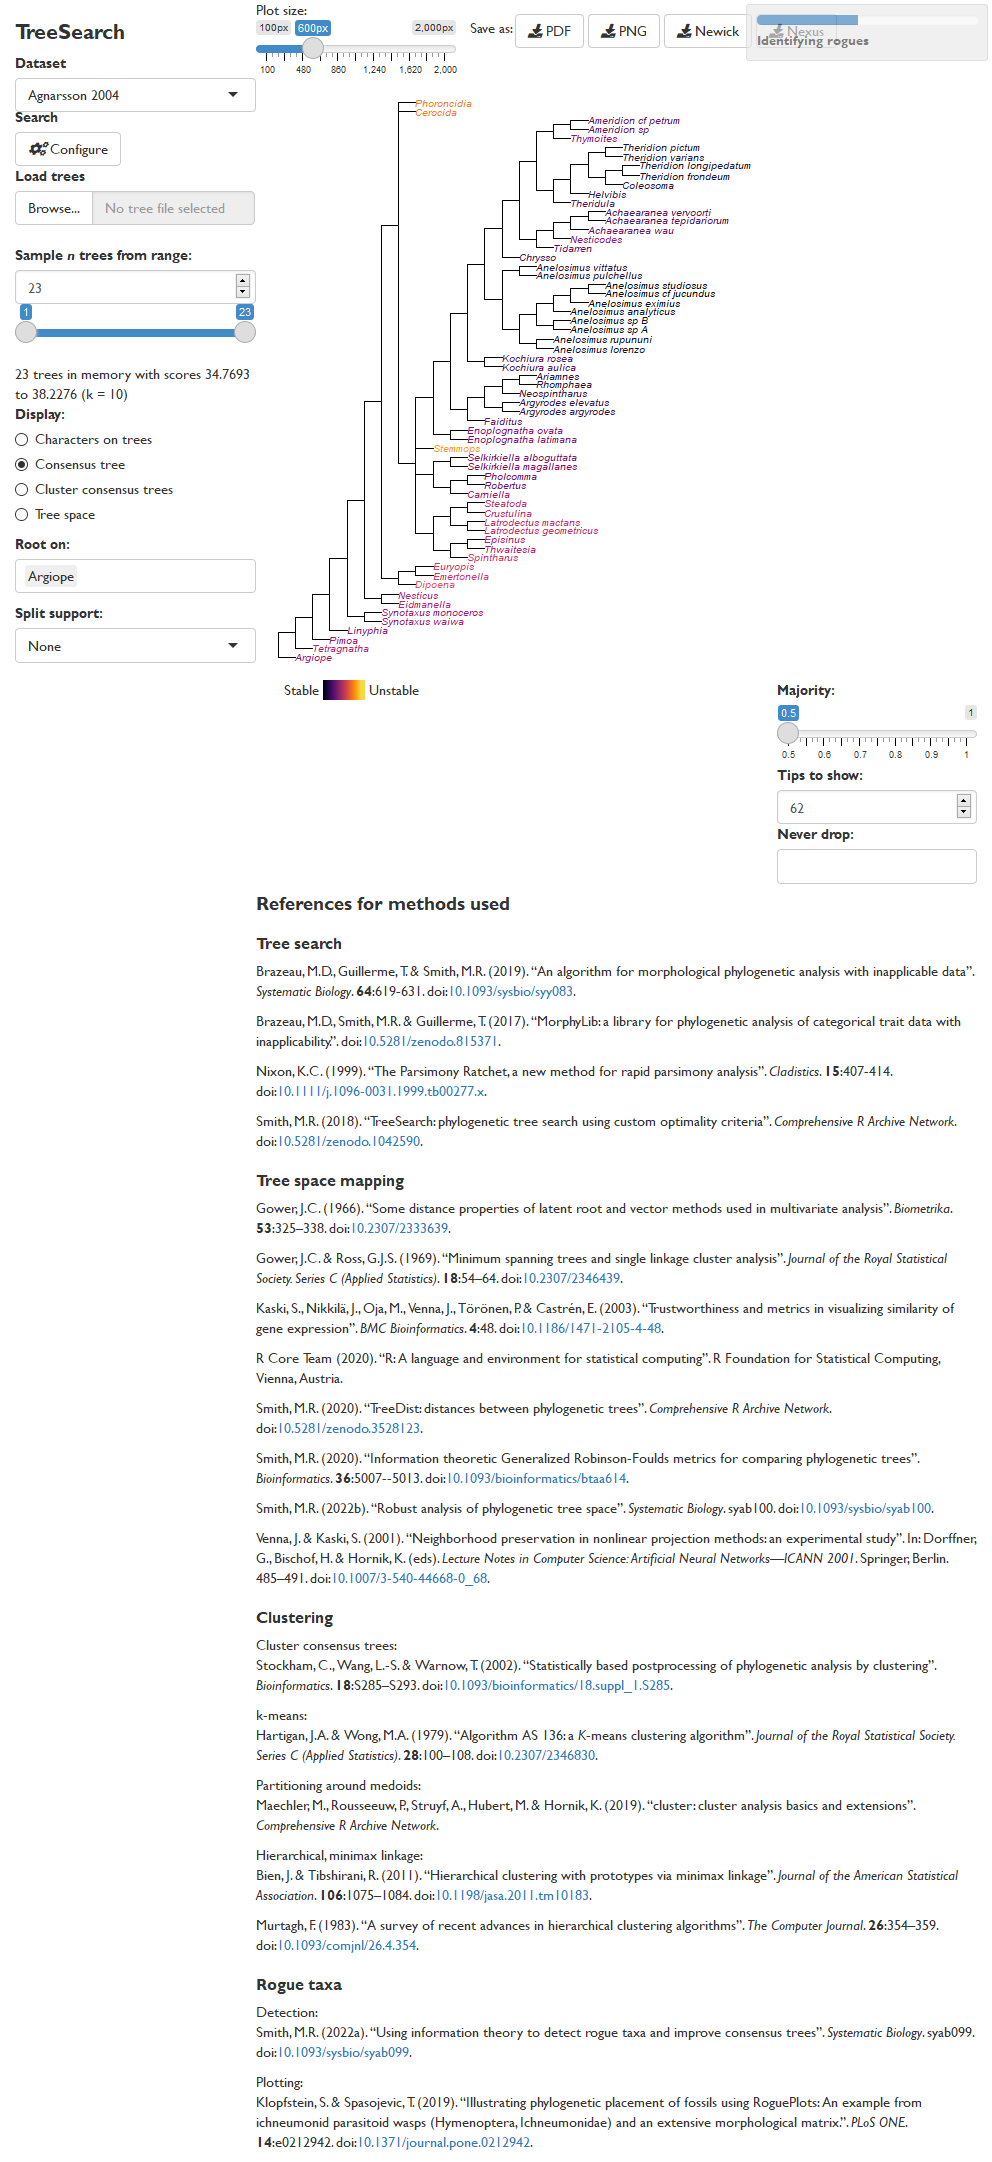 TreeSearch
Dataset
Agnarsson 2004
Search
Configure
Load trees
Browse... No tree file selected
Sample n trees from range:
23
1 23
23 trees in memory with scores 34.7693
to 38.2276 (k = 10)
Display:
Characters on trees
Consensus tree
Cluster consensus trees
Tree space
Root on:
Argiope
Split support:
None
Plot size:
100px 600px 2,000px
100 480 860 1,240 1,620 2,000
Save as: PDF PNG Newick Nexus
Identifying rogues
Phoroncidia
Cerocida
Ameridion cf petrum
Ameridion sp
Thymoites
Theridion pictum
Theridion varians
Theridion longipedatum
Theridion frondeum
Coleosoma
Helvibis
Theridula
Achaearanea vervoorti
Achaearanea tepidariorum
Achaearanea wau
Nesticodes
Tidarren
Chrysso
Anelosimus vittatus
Anelosimus pulchellus
Anelosimus studiosus
Anelosimus cf jucundus
Anelosimus eximius
Anelosimus analyticus
Anelosimus sp B
Anelosimus sp A
Anelosimus rupununi
Anelosimus lorenzo
Kochiura rosea
Kochiura aulica
Ariamnes
Rhomphaea
Neospintharus
Argyrodes elevatus
Argyrodes argyrodes
Faiditus
Enoplognatha ovata
Enoplognatha latimana
Stemmops
Selkirkiella alboguttata
Selkirkiella magallanes
Pholcomma
Robertus
Carniella
Steatoda
Crustulina
Latrodectus mactans
Latrodectus geometricus
Episinus
Thwaitesia
Spintharus
Euryopis
Emertonella
Dipoena
Nesticus
Eidmanella
Synotaxus monoceros
Synotaxus waiwa
Linyphia
Pimoa
Tetragnatha
Argiope
Stable Unstable
Majority:
0.5 1
0.5 0.6 0.7 0.8 0.9 1
Tips to show:
62
Never drop:
References for methods used
Tree search
Brazeau, M.D., Guillerme, T. & Smith, M.R. (2019). “An algorithm for morphological phylogenetic analysis with inapplicable data”.
Systematic Biology. 64:619-631. doi:10.1093/sysbio/syy083.
Brazeau, M.D., Smith, M.R. & Guillerme, T. (2017). “MorphyLib: a library for phylogenetic analysis of categorical trait data with
inapplicability.”. doi:10.5281/zenodo.815371.
Nixon, K.C. (1999). “The Parsimony Ratchet, a new method for rapid parsimony analysis”. Cladistics. 15:407-414.
doi:10.1111/j.1096-0031.1999.tb00277.x.
Smith, M.R. (2018). “TreeSearch: phylogenetic tree search using custom optimality criteria”. Comprehensive R Archive Network.
doi:10.5281/zenodo.1042590.
Tree space mapping
Gower, J.C. (1966). “Some distance properties of latent root and vector methods used in multivariate analysis”. Biometrika.
53:325–338. doi:10.2307/2333639.
Gower, J.C. & Ross, G.J.S. (1969). “Minimum spanning trees and single linkage cluster analysis”. Journal of the Royal Statistical
Society. Series C (Applied Statistics). 18:54–64. doi:10.2307/2346439.
Kaski, S., Nikkilä, J., Oja, M., Venna, J., Törönen, P. & Castrén, E. (2003). “Trustworthiness and metrics in visualizing similarity of
gene expression”. BMC Bioinformatics. 4:48. doi:10.1186/1471-2105-4-48.
R Core Team (2020). “R: A language and environment for statistical computing”. R Foundation for Statistical Computing,
Vienna, Austria.
Smith, M.R. (2020). “TreeDist: distances between phylogenetic trees”. Comprehensive R Archive Network.
doi:10.5281/zenodo.3528123.
Smith, M.R. (2020). “Information theoretic Generalized Robinson-Foulds metrics for comparing phylogenetic trees”.
Bioinformatics. 36:5007--5013. doi:10.1093/bioinformatics/btaa614.
Smith, M.R. (2022b). “Robust analysis of phylogenetic tree space”. Systematic Biology. syab100. doi:10.1093/sysbio/syab100.
Venna, J. & Kaski, S. (2001). “Neighborhood preservation in nonlinear projection methods: an experimental study”. In: Dorffner,
G., Bischof, H. & Hornik, K. (eds). Lecture Notes in Computer Science: Artificial Neural Networks—ICANN 2001. Springer, Berlin.
485–491. doi:10.1007/3-540-44668-0_68.
Clustering
Cluster consensus trees:
Stockham, C., Wang, L.-S. & Warnow, T. (2002). “Statistically based postprocessing of phylogenetic analysis by clustering”.
Bioinformatics. 18:S285–S293. doi:10.1093/bioinformatics/18.suppl_1.S285.
k-means:
Hartigan, J.A. & Wong, M.A. (1979). “Algorithm AS 136: a K-means clustering algorithm”. Journal of the Royal Statistical Society.
Series C (Applied Statistics). 28:100–108. doi:10.2307/2346830.
Partitioning around medoids:
Maechler, M., Rousseeuw, P., Struyf, A., Hubert, M. & Hornik, K. (2019). “cluster: cluster analysis basics and extensions”.
Comprehensive R Archive Network.
Hierarchical, minimax linkage:
Bien, J. & Tibshirani, R. (2011). “Hierarchical clustering with prototypes via minimax linkage”. Journal of the American Statistical
Association. 106:1075–1084. doi:10.1198/jasa.2011.tm10183.
Murtagh, F. (1983). “A survey of recent advances in hierarchical clustering algorithms”. The Computer Journal. 26:354–359.
doi:10.1093/comjnl/26.4.354.
Rogue taxa
Detection:
Smith, M.R. (2022a). “Using information theory to detect rogue taxa and improve consensus trees”. Systematic Biology. syab099.
doi:10.1093/sysbio/syab099.
Plotting:
Klopfstein, S. & Spasojevic, T. (2019). “Illustrating phylogenetic placement of fossils using RoguePlots: An example from
ichneumonid parasitoid wasps (Hymenoptera, Ichneumonidae) and an extensive morphological matrix.”. PLoS ONE.
14:e0212942. doi:10.1371/journal.pone.0212942.